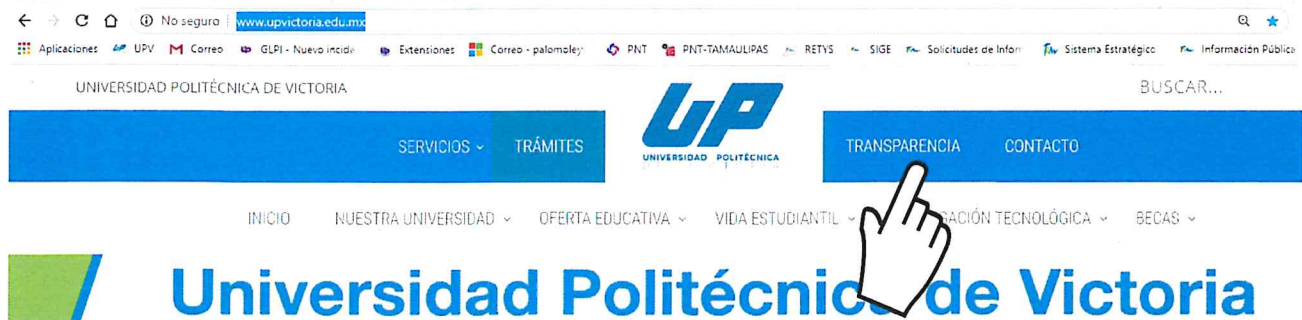 No seguro | www.upvictoria.edu.mx
Aplicaciones UPV Correo GLPI - Nuevo incide Extensiones Correo - palomoley PNT PNT-TAMAULIPAS RETYS SIGE Solicitudes de Infor Sistema Estratégico Información Pública
UNIVERSIDAD POLITÉCNICA DE VICTORIA BUSCAR...
SERVICIOS TRÁMITES UP TRANSPARENCIA CONTACTO
UNIVERSIDAD POLITÉCNICA
INICIO NUESTRA UNIVERSIDAD OFERTA EDUCATIVA VIDA ESTUDIANTIL GACIÓN TECNOLÓGICA BECAS
Universidad Politécnica de Victoria